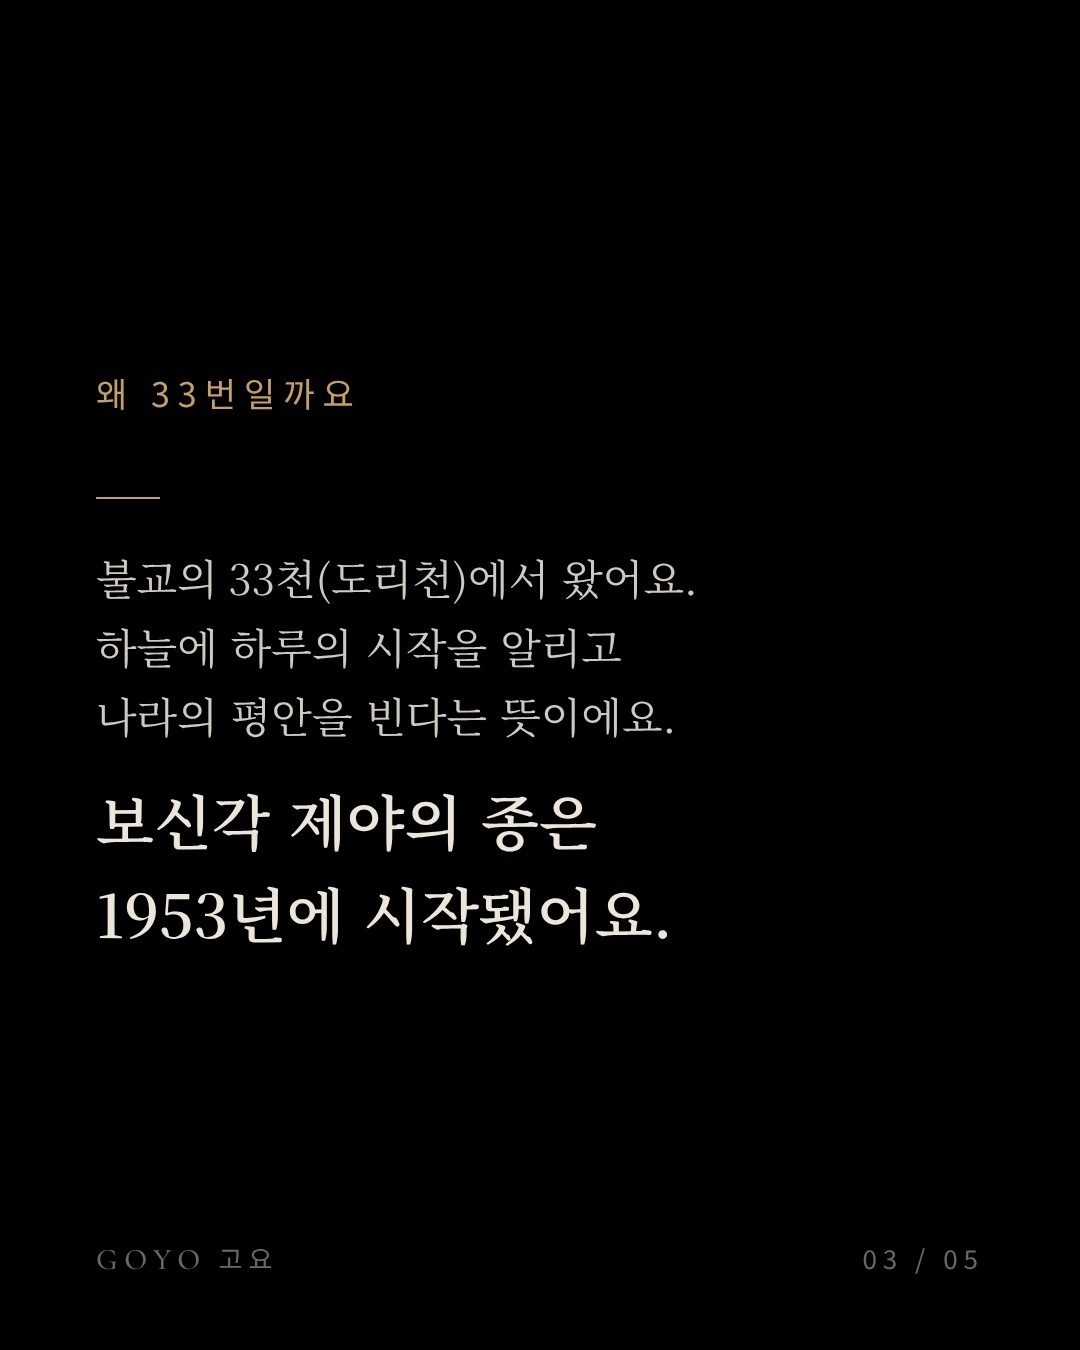 왜 33번일까요
불교의 33천(도리천)에서 왔어요.
하늘에 하루의 시작을 알리고
나라의 평안을 빈다는 뜻이에요.
보신각 제야의 종은
1953년에 시작됐어요.
GOYO 고요
03 / 05